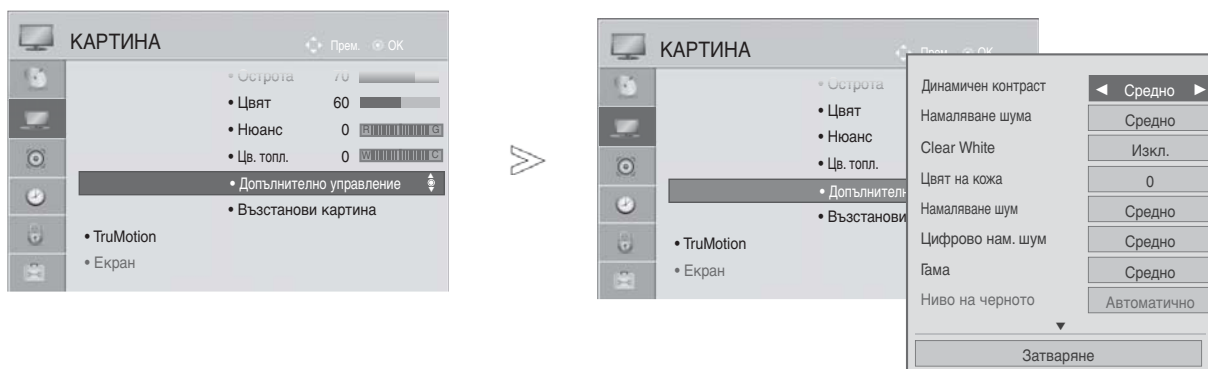 КАРТИНА
Прем. OK
• Острота 70
• Цвят 60
• Нюанс 0 R G
• Цв. топл. 0 W C
• Допълнително управление
• Възстанови картина
• TruMotion
• Екран
КАРТИНА
Прем. OK
• Острота
• Цвят
• Нюанс
• Цв. топл.
• Допълнителн
• Възстанови
• TruMotion
• Екран
Динамичен контраст ◄ Средно ►
Намаляване шума Средно
Clear White Изкл.
Цвят на кожа 0
Намаляване шум Средно
Цифрово нам. шум Средно
Гама Средно
Ниво на черното Автоматично
▼
Затваряне